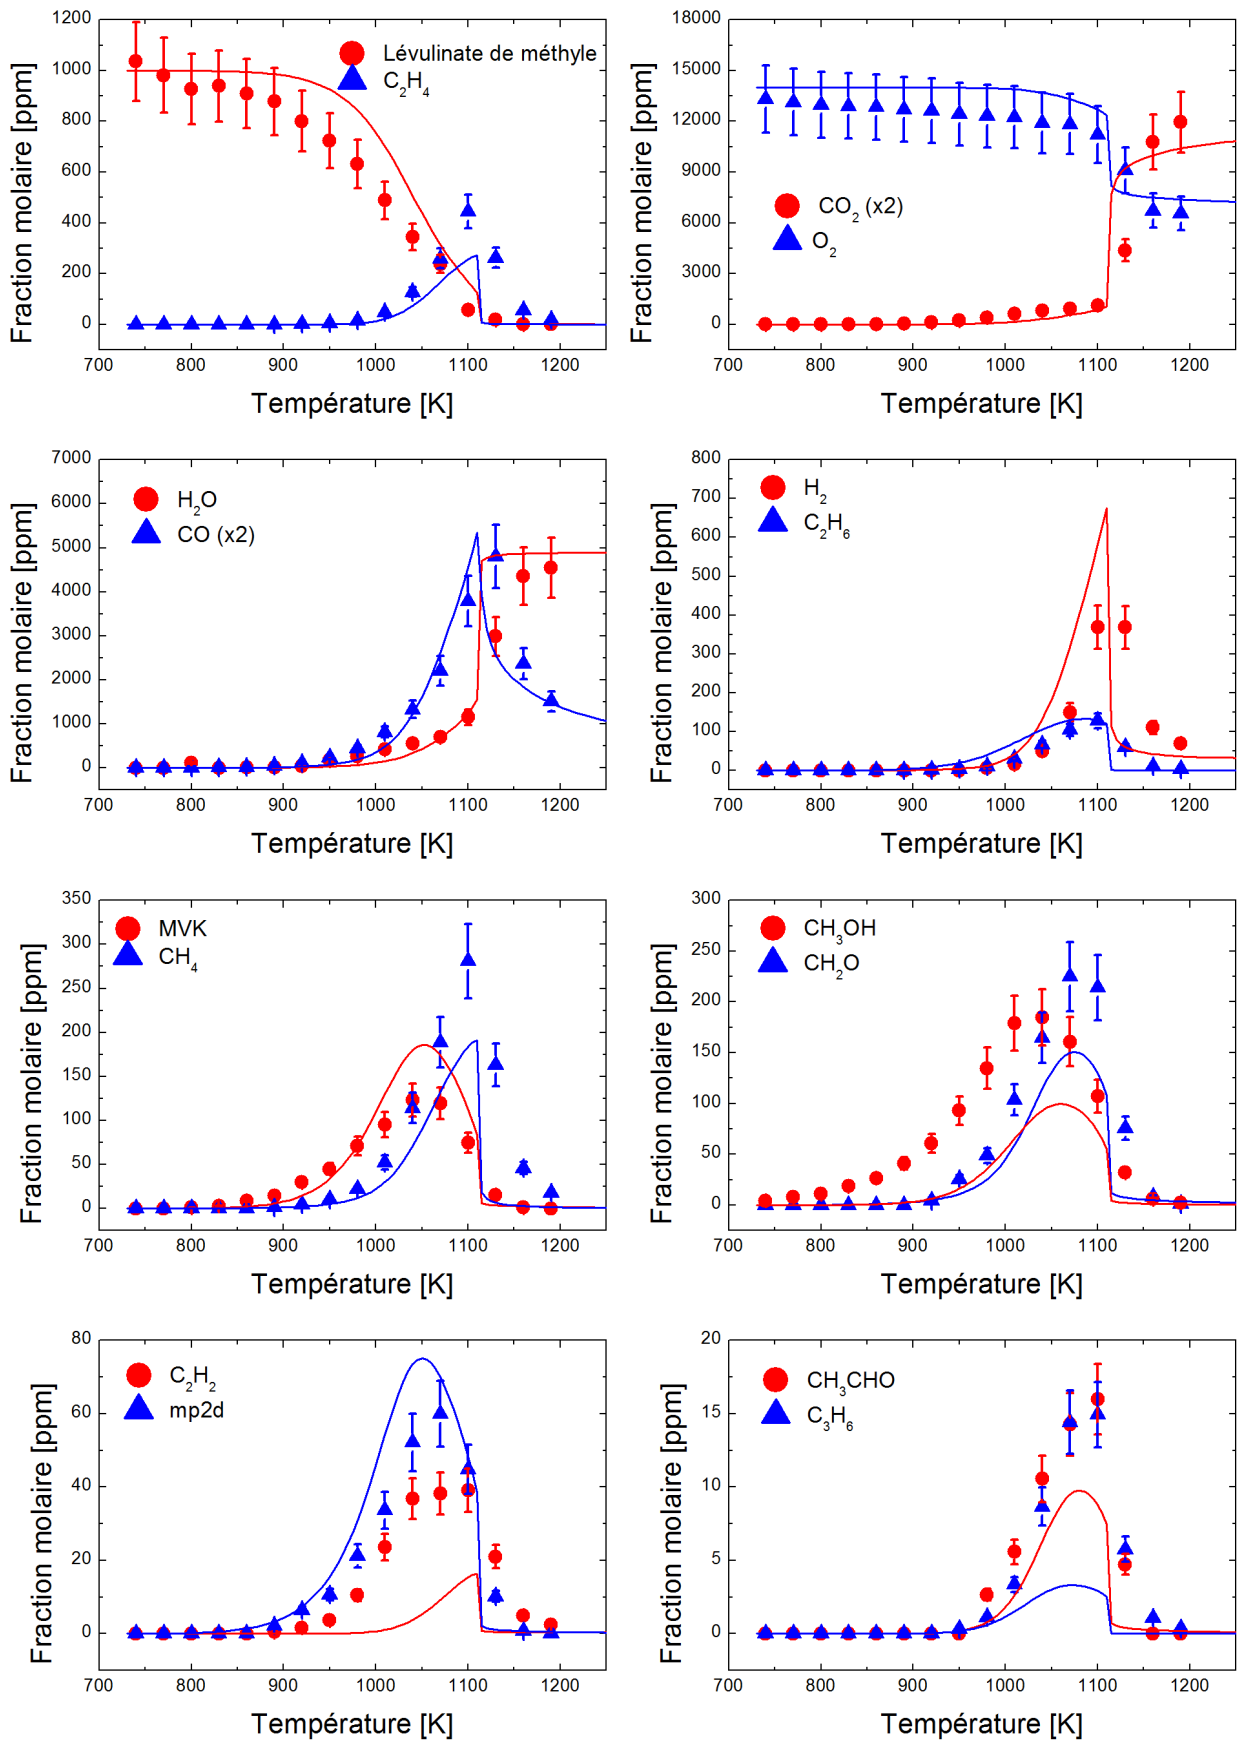 1200
1000
800
600
400
200
0
Fraction molaire [ppm]
Lévulinate de méthyle
C₂H₄
700 800 900 1000 1100 1200
Température [K]
18000
15000
12000
9000
6000
3000
0
Fraction molaire [ppm]
CO₂ (x2)
O₂
700 800 900 1000 1100 1200
Température [K]
7000
6000
5000
4000
3000
2000
1000
0
Fraction molaire [ppm]
H₂O
CO (x2)
700 800 900 1000 1100 1200
Température [K]
800
700
600
500
400
300
200
100
0
Fraction molaire [ppm]
H₂
C₂H₆
700 800 900 1000 1100 1200
Température [K]
350
300
250
200
150
100
50
0
Fraction molaire [ppm]
MVK
CH₄
700 800 900 1000 1100 1200
Température [K]
300
250
200
150
100
50
0
Fraction molaire [ppm]
CH₃OH
CH₂O
700 800 900 1000 1100 1200
Température [K]
80
60
40
20
0
Fraction molaire [ppm]
C₂H₂
mp2d
700 800 900 1000 1100 1200
Température [K]
20
15
10
5
0
Fraction molaire [ppm]
CH₃CHO
C₃H₆
700 800 900 1000 1100 1200
Température [K]